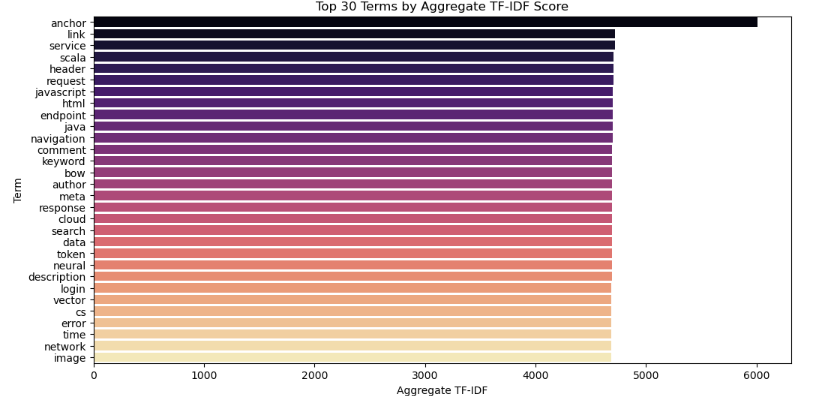 Top 30 Terms by Aggregate TF-IDF Score
anchor
link
service
scala
header
request
javascript
html
endpoint
java
navigation
comment
keyword
bow
author
meta
response
cloud
search
data
token
neural
description
login
vector
cs
error
time
network
image
Term
0 1000 2000 3000 4000 5000 6000
Aggregate TF-IDF